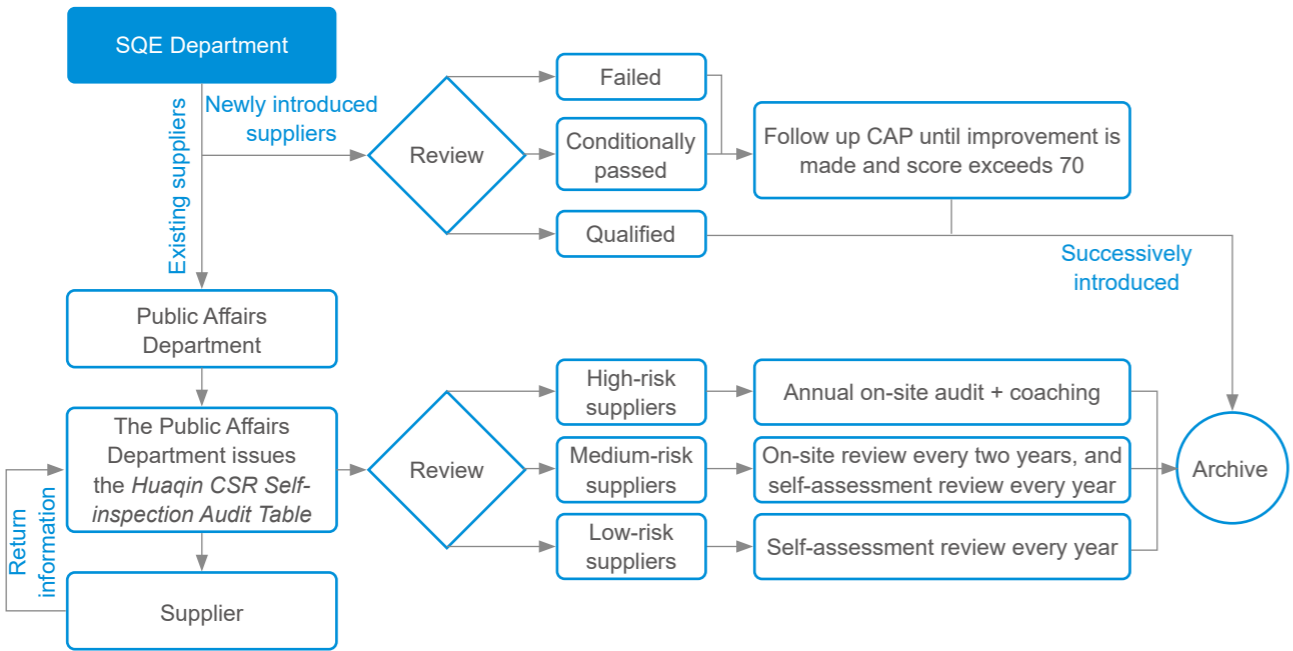 SQE Department
Existing suppliers
Newly introduced
suppliers
Review
Failed
Conditionally
passed
Qualified
Follow up CAP until improvement is
made and score exceeds 70
Successively
introduced
Public Affairs
Department
The Public Affairs
Department issues
the Huaqin CSR Self-
inspection Audit Table
Return
information
Supplier
Review
High-risk
suppliers
Annual on-site audit + coaching
Medium-risk
suppliers
On-site review every two years, and
self-assessment review every year
Low-risk
suppliers
Self-assessment review every year
Archive